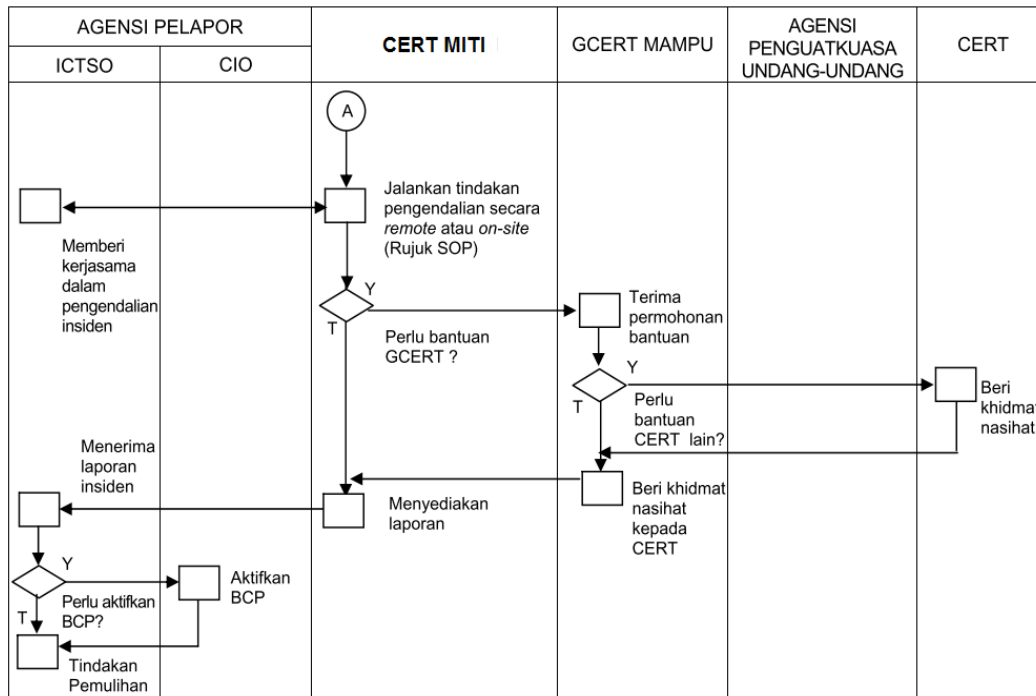 AGENSI PELAPOR
CERT MITI
GCERT MAMPU
AGENSI
PENGUATKUASA
UNDANG-UNDANG
CERT
ICTSO
CIO
A
Jalankan tindakan
pengendalian secara
remote atau on-site
(Rujuk SOP)
Memberi
kerjasama
dalam
pengendalian
insiden
Y
T
Perlu bantuan
GCERT ?
Terima
permohonan
bantuan
Y
T
Perlu
bantuan
CERT lain?
Beri
khidmat
nasihat
Menerima
laporan
insiden
Menyediakan
laporan
Beri khidmat
nasihat
kepada
CERT
Y
T
Perlu aktifkan
BCP?
Aktifkan
BCP
Tindakan
Pemulihan